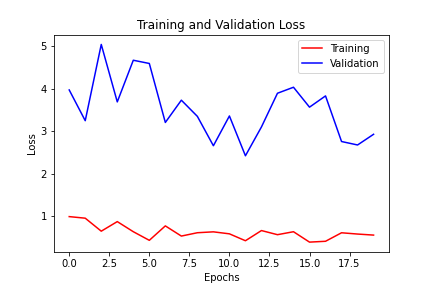 Training and Validation Loss
Training
Validation
5
4
3
2
1
Loss
0.0 2.5 5.0 7.5 10.0 12.5 15.0 17.5
Epochs